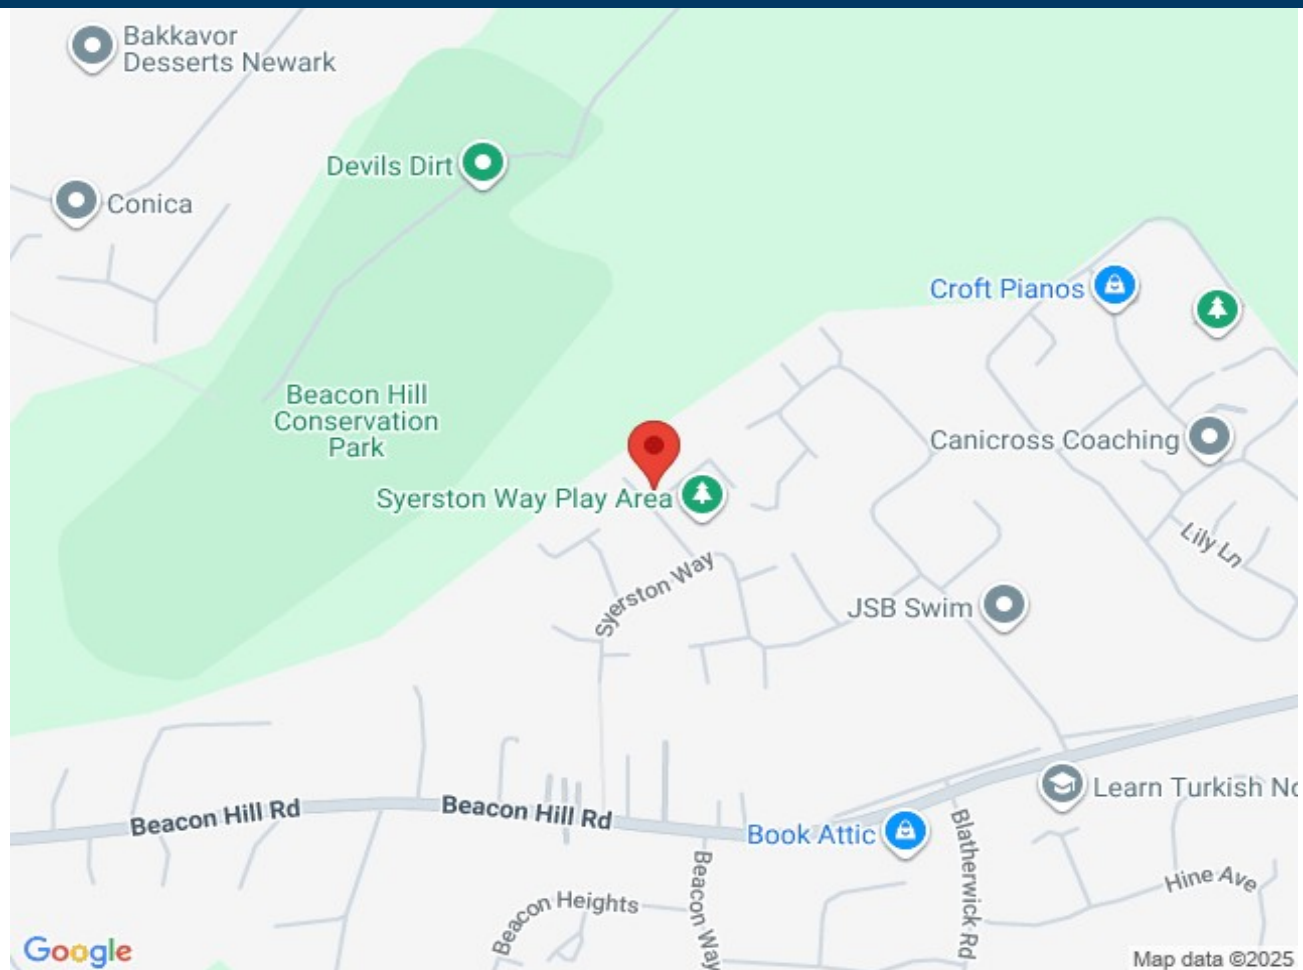 Bakkavor
Desserts Newark
Devils Dirt
Conica
Croft Pianos
Beacon Hill
Conservation
Park
Canicross Coaching
Syerston Way Play Area
Lily Ln
Syerston Way
JSB Swim
Learn Turkish No
Beacon Hill Rd
Beacon Hill Rd
Book Attic
Blatherwick Rd
Beacon Way
Hine Ave
Beacon Heights
Google
Map data ©2025